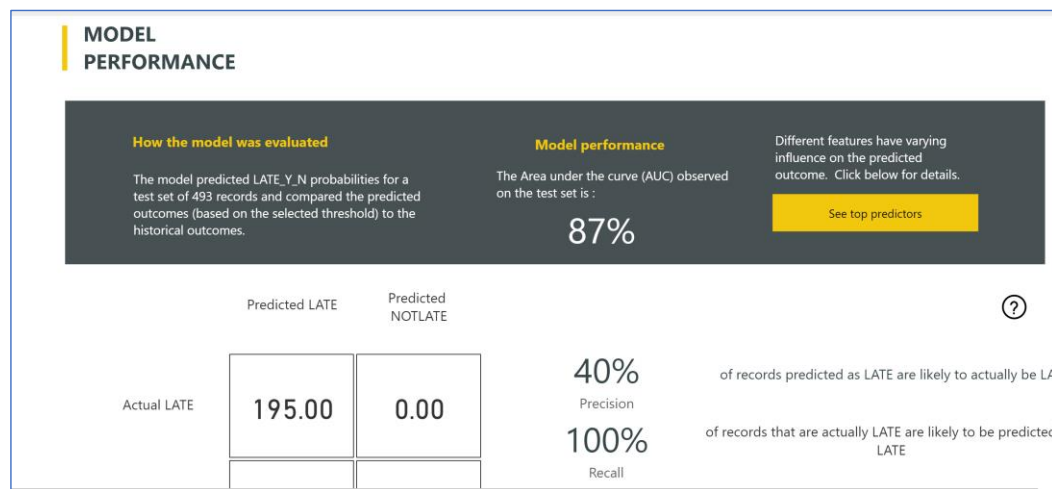 MODEL
PERFORMANCE
How the model was evaluated
The model predicted LATE_Y_N probabilities for a
test set of 493 records and compared the predicted
outcomes (based on the selected threshold) to the
historical outcomes.
Model performance
The Area under the curve (AUC) observed
on the test set is :
87%
Different features have varying
influence on the predicted
outcome. Click below for details.
See top predictors
Predicted LATE
Predicted
NOTLATE
?
Actual LATE
195.00
0.00
40%
Precision
of records predicted as LATE are likely to actually be LA
100%
Recall
of records that are actually LATE are likely to be predicted
LATE